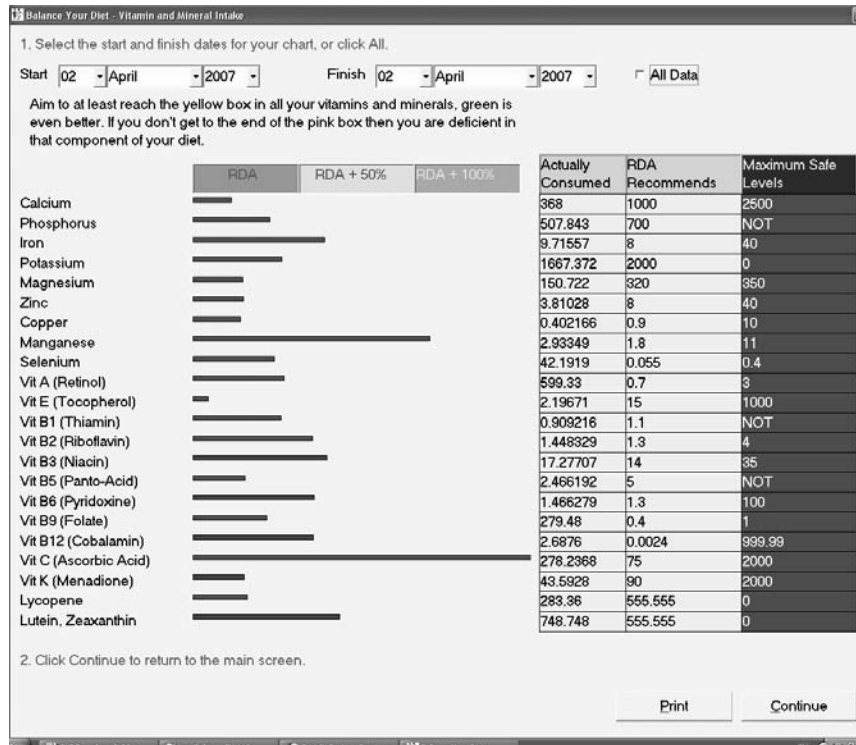 Balance Your Diet - Vitamin and Mineral Intake
1. Select the start and finish dates for your chart, or click All.
Start 02 April 2007 Finish 02 April 2007 All Data
Aim to at least reach the yellow box in all your vitamins and minerals, green is
even better. If you don't get to the end of the pink box then you are deficient in
that component of your diet.
RDA RDA + 50% RDA + 100%
Actually Consumed RDA Recommends Maximum Safe Levels
Calcium 368 1000 2500
Phosphorus 507.843 700 NOT
Iron 9.71557 8 40
Potassium 1667.372 2000 0
Magnesium 150.722 320 350
Zinc 3.81028 8 40
Copper 0.402166 0.9 10
Manganese 2.93349 1.8 11
Selenium 42.1919 0.055 0.4
Vit A (Retinol) 599.33 0.7 3
Vit E (Tocopherol) 2.19671 15 1000
Vit B1 (Thiamin) 0.909216 1.1 NOT
Vit B2 (Riboflavin) 1.448329 1.3 4
Vit B3 (Niacin) 17.27707 14 35
Vit B5 (Panto-Acid) 2.466192 5 NOT
Vit B6 (Pyridoxine) 1.466279 1.3 100
Vit B9 (Folate) 279.48 0.4 1
Vit B12 (Cobalamin) 2.6876 0.0024 999.99
Vit C (Ascorbic Acid) 278.2368 75 2000
Vit K (Menadione) 43.5928 90 2000
Lycopene 283.36 555.555 0
Lutein, Zeaxanthin 748.748 555.555 0
2. Click Continue to return to the main screen.
Print Continue